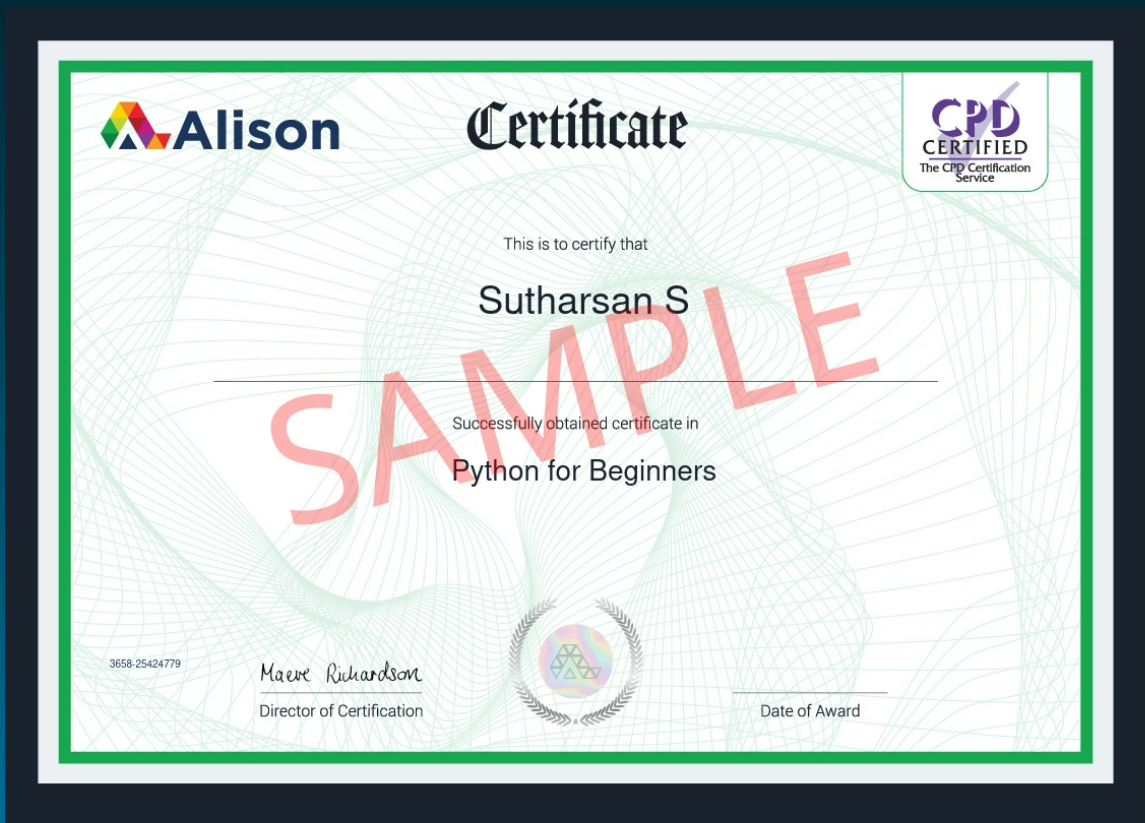 Alison
Certificate
CPD
CERTIFIED
The CPD Certification
Service
This is to certify that
Sutharsan S
SAMPLE
Successfully obtained certificate in
Python for Beginners
3658-25424779
Maeve Richardson
Director of Certification
Date of Award